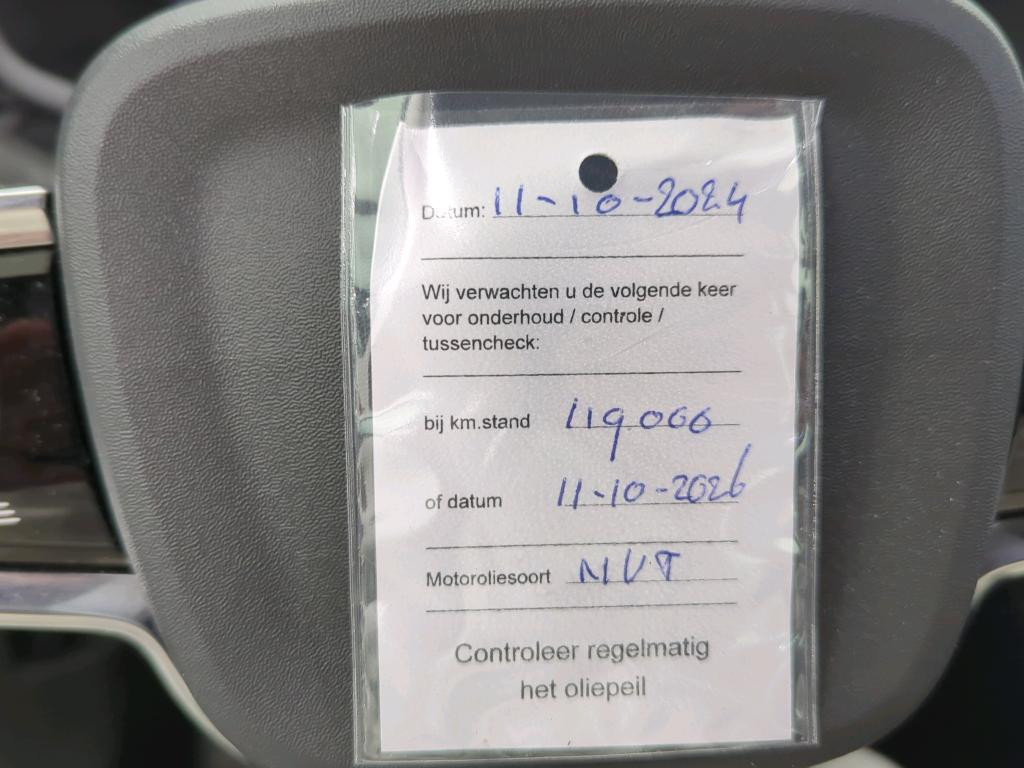 Datum: 11-10-2024
Wij verwachten u de volgende keer
voor onderhoud / controle /
tussencheck:
bij km.stand 119066
of datum 11-10-2026
Motoroliesoort NVT
Controleer regelmatig
het oliepeil